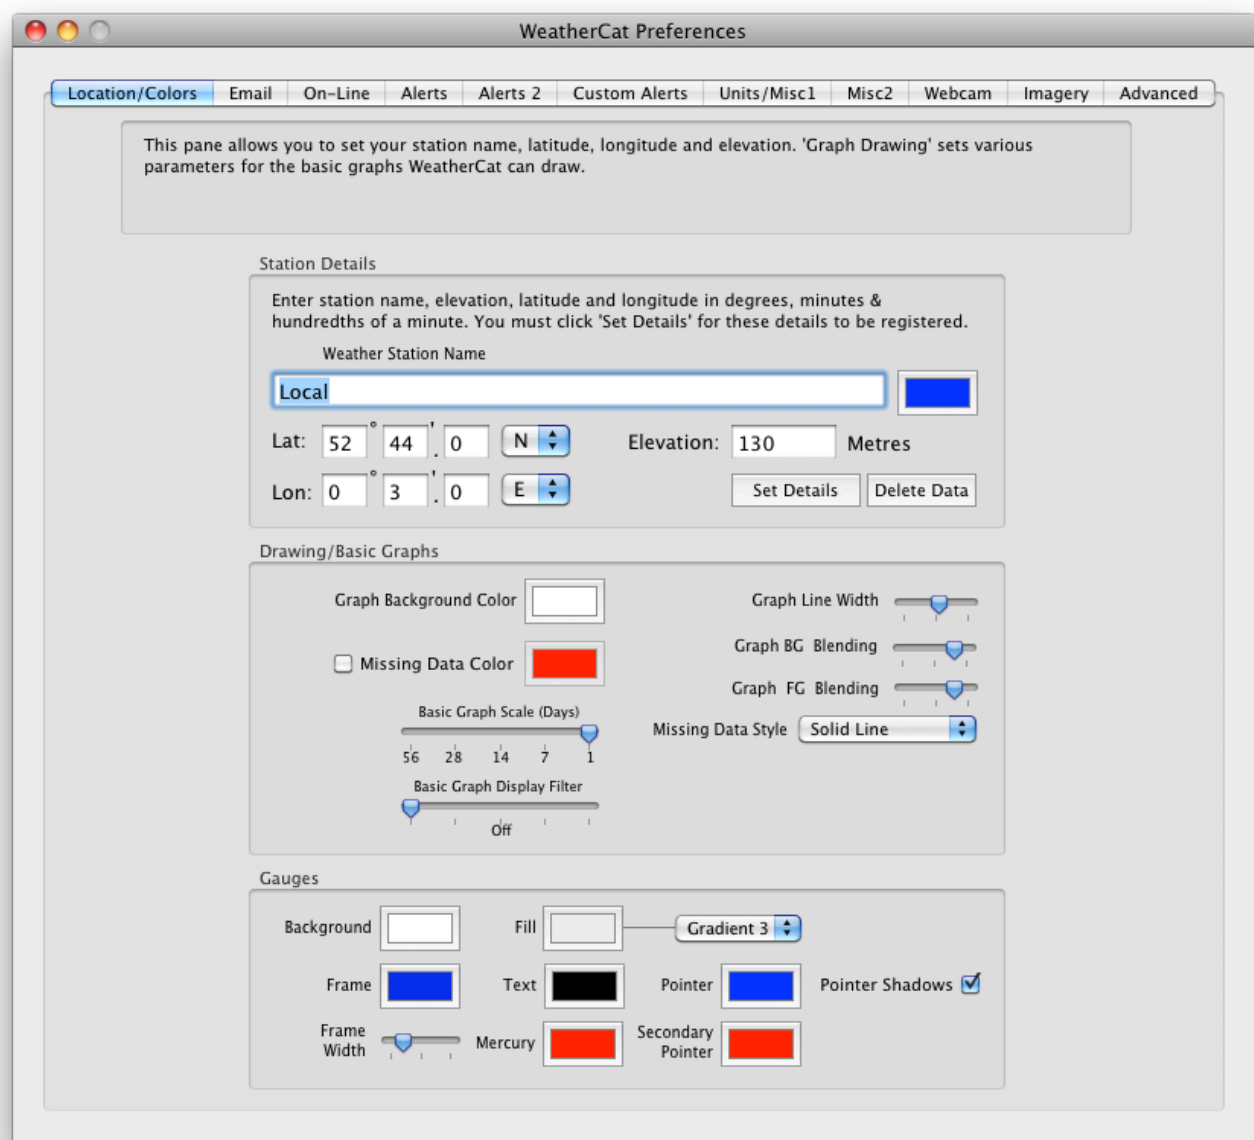 WeatherCat Preferences
Location/Colors Email On-Line Alerts Alerts 2 Custom Alerts Units/Misc1 Misc2 Webcam Imagery Advanced
This pane allows you to set your station name, latitude, longitude and elevation. 'Graph Drawing' sets various
parameters for the basic graphs WeatherCat can draw.
Station Details
Enter station name, elevation, latitude and longitude in degrees, minutes &
hundredths of a minute. You must click 'Set Details' for these details to be registered.
Weather Station Name
Local
Lat: 52 ° 44 ' . 0 N Elevation: 130 Metres
Lon: 0 ° 3 ' . 0 E Set Details Delete Data
Drawing/Basic Graphs
Graph Background Color Graph Line Width
Graph BG Blending
Missing Data Color
Graph FG Blending
Basic Graph Scale (Days)
Missing Data Style Solid Line
56 28 14 7 1
Basic Graph Display Filter
Off
Gauges
Background Fill Gradient 3
Frame Text Pointer Pointer Shadows
Frame
Width
Mercury
Secondary
Pointer